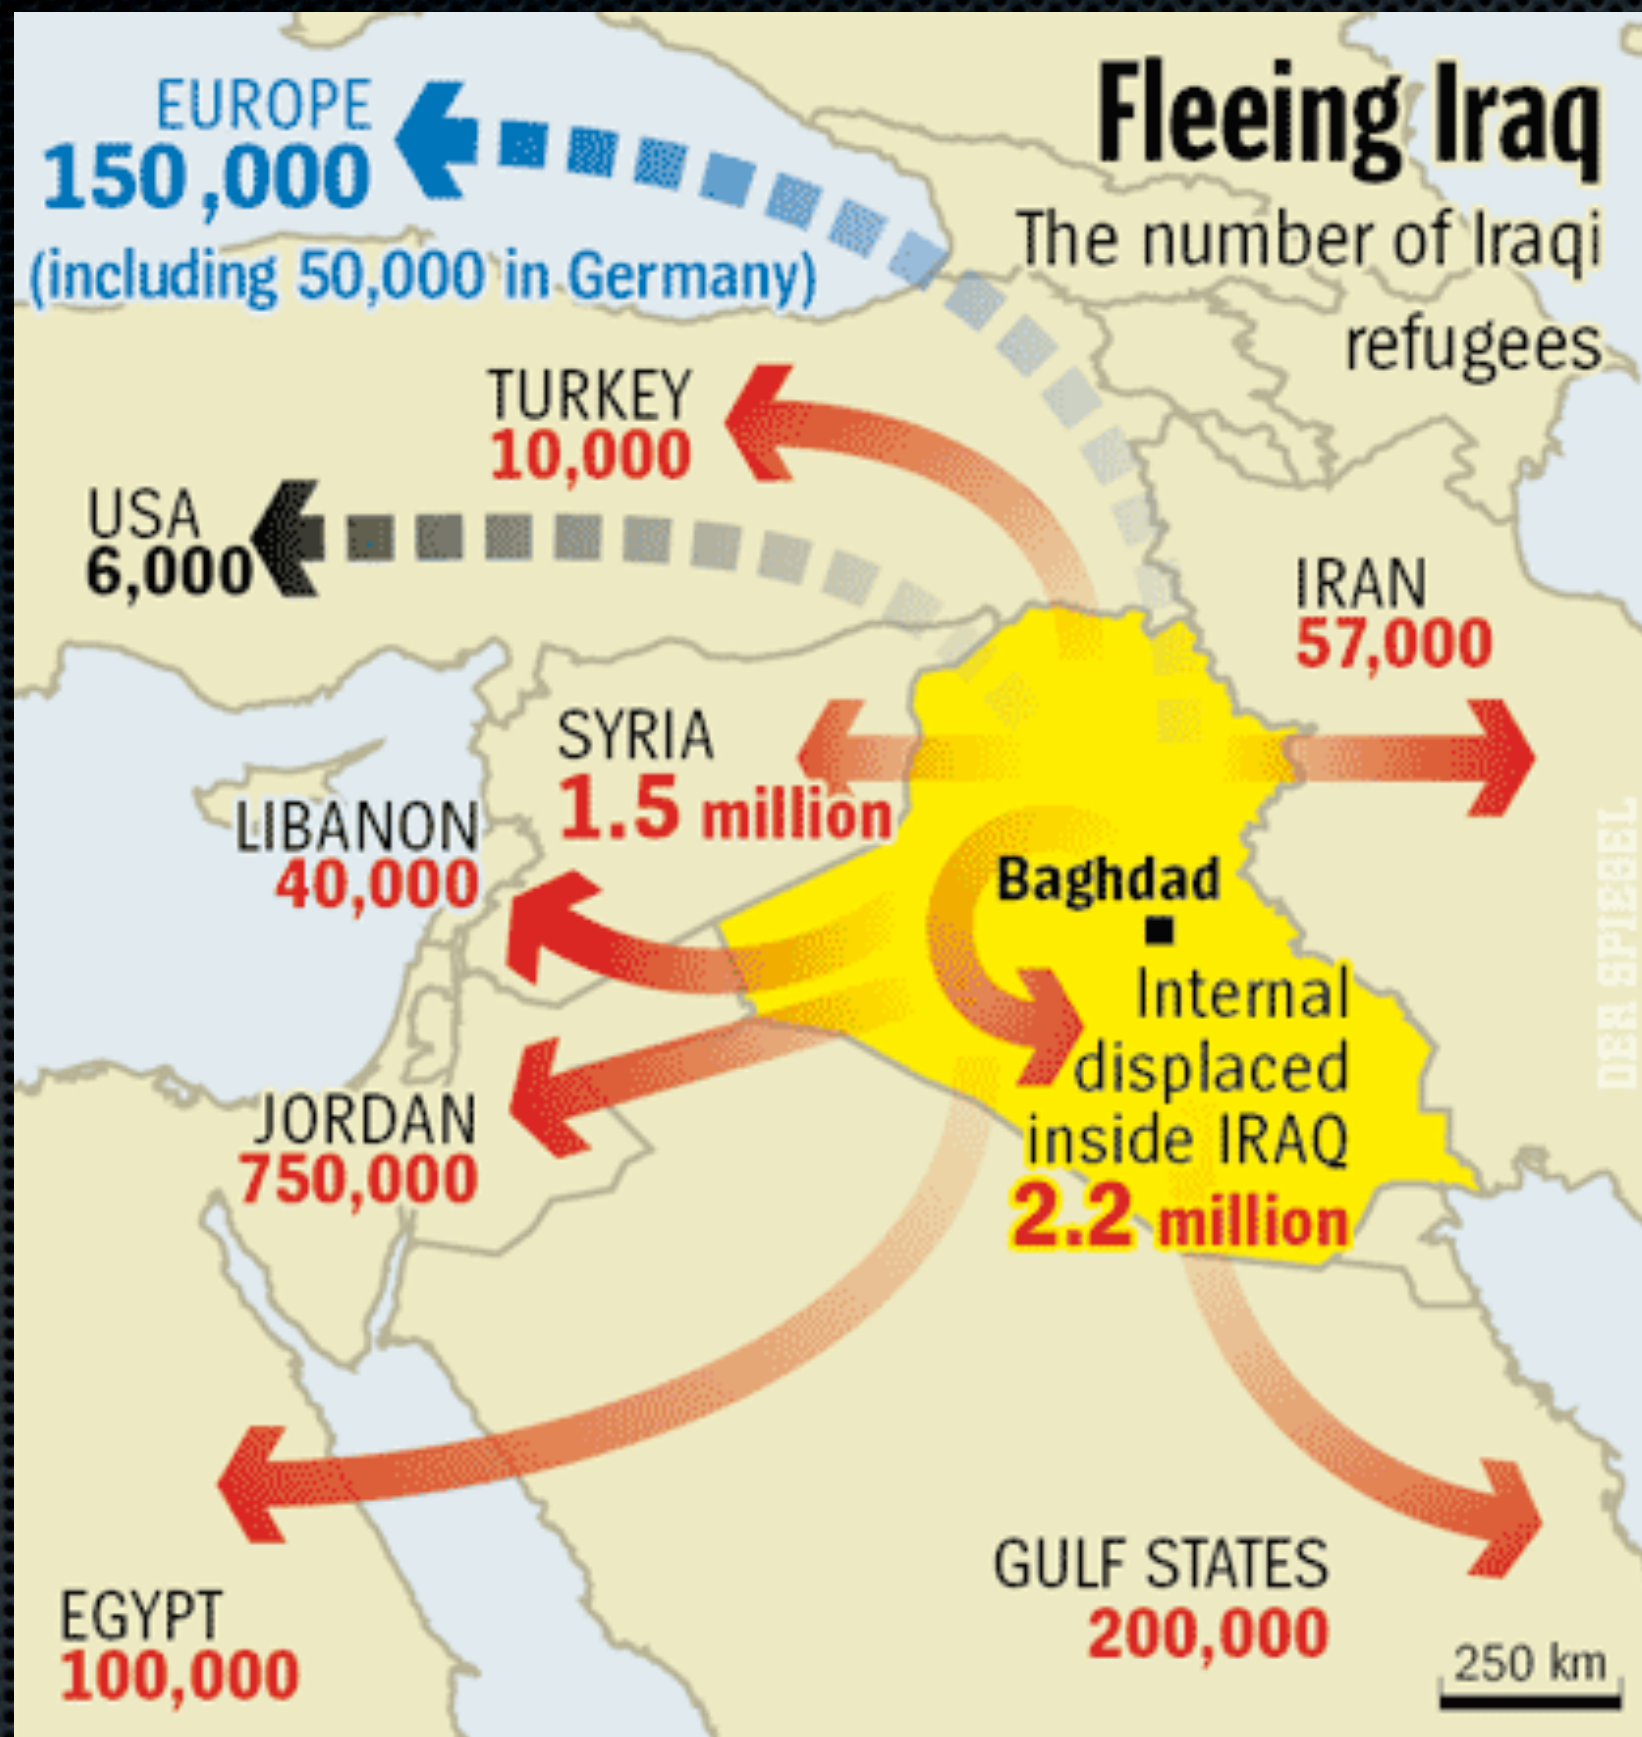 Fleeing Iraq
The number of Iraqi
refugees
EUROPE
150,000
(including 50,000 in Germany)
TURKEY
10,000
USA
6,000
IRAN
57,000
SYRIA
1.5 million
LIBANON
40,000
Baghdad
Internal
displaced
inside IRAQ
2.2 million
JORDAN
750,000
EGYPT
100,000
GULF STATES
200,000
250 km
DER SPIEGEL